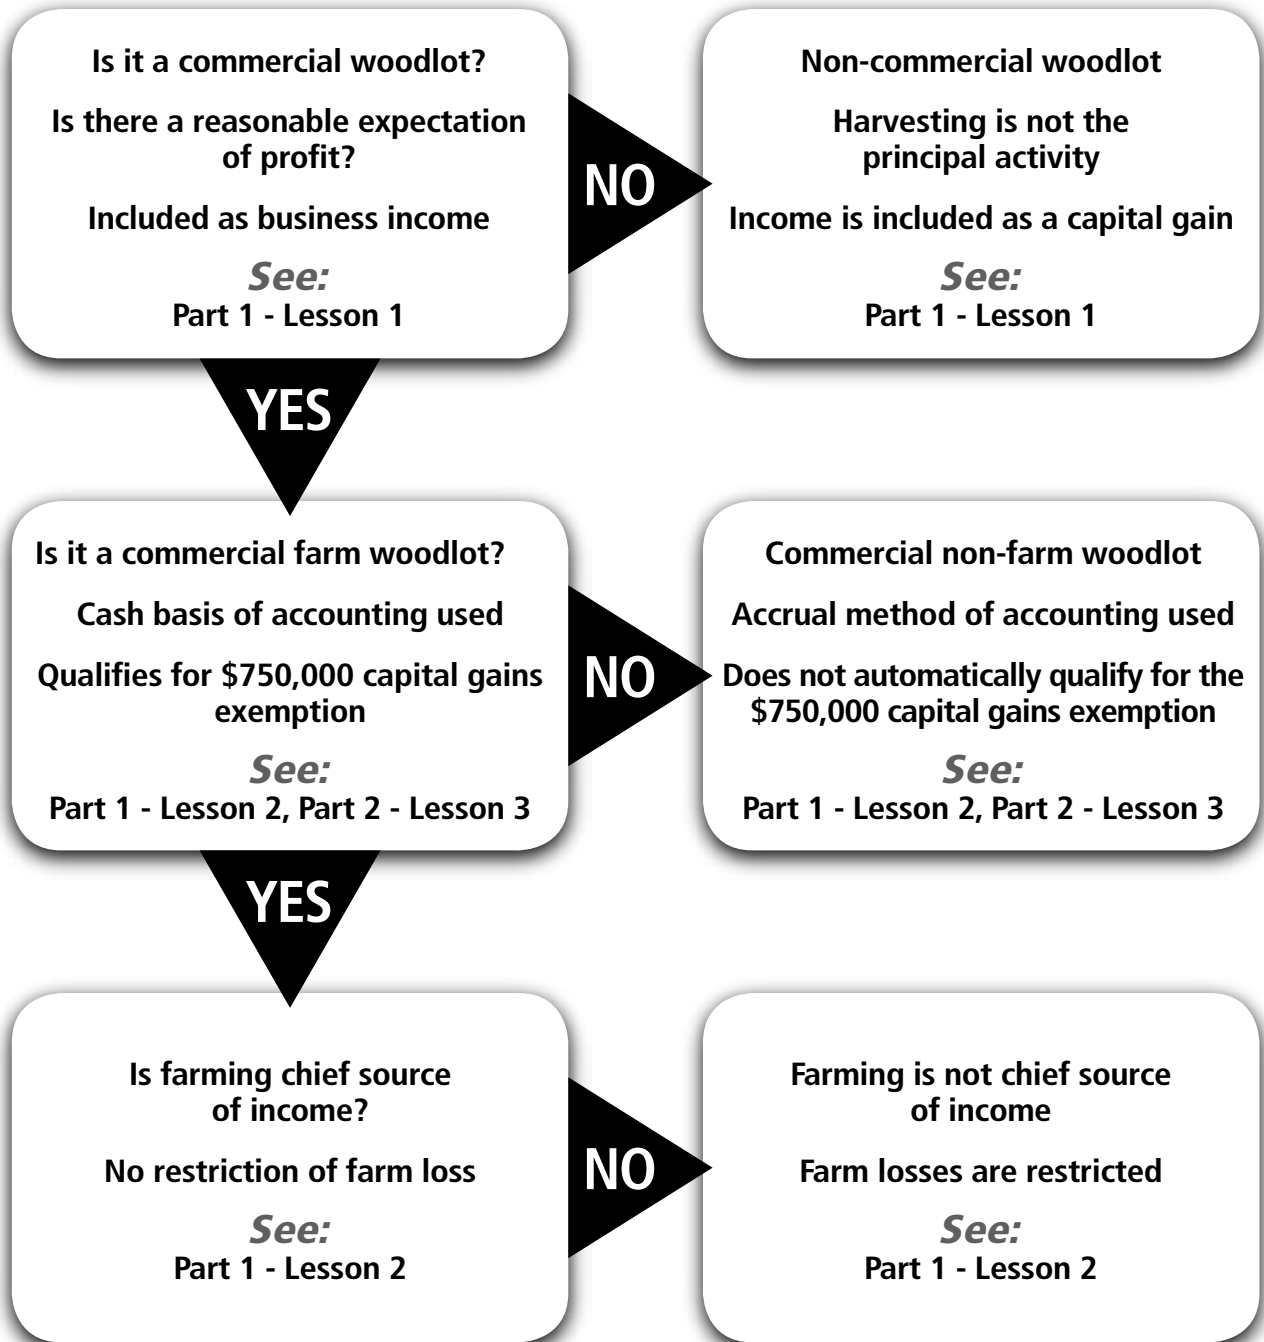 Is it a commercial woodlot?
Is there a reasonable expectation
of profit?
Included as business income
See:
Part 1 - Lesson 1
NO
Non-commercial woodlot
Harvesting is not the
principal activity
Income is included as a capital gain
See:
Part 1 - Lesson 1
YES
Is it a commercial farm woodlot?
Cash basis of accounting used
Qualifies for $750,000 capital gains
exemption
See:
Part 1 - Lesson 2, Part 2 - Lesson 3
NO
Commercial non-farm woodlot
Accrual method of accounting used
Does not automatically qualify for the
$750,000 capital gains exemption
See:
Part 1 - Lesson 2, Part 2 - Lesson 3
YES
Is farming chief source
of income?
No restriction of farm loss
See:
Part 1 - Lesson 2
NO
Farming is not chief source
of income
Farm losses are restricted
See:
Part 1 - Lesson 2